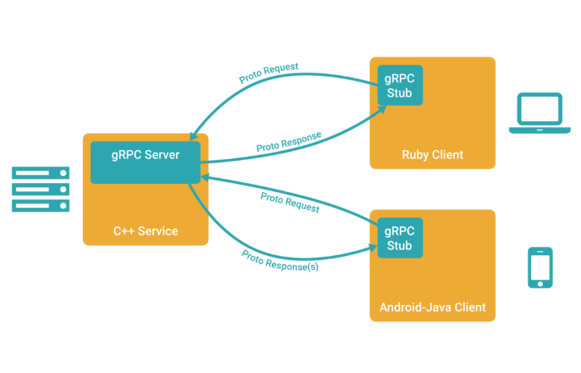 Proto Request
gRPC
Stub
Proto Response
Ruby Client
gRPC Server
C++ Service
Proto Request
gRPC
Stub
Proto Response(s)
Android-Java Client